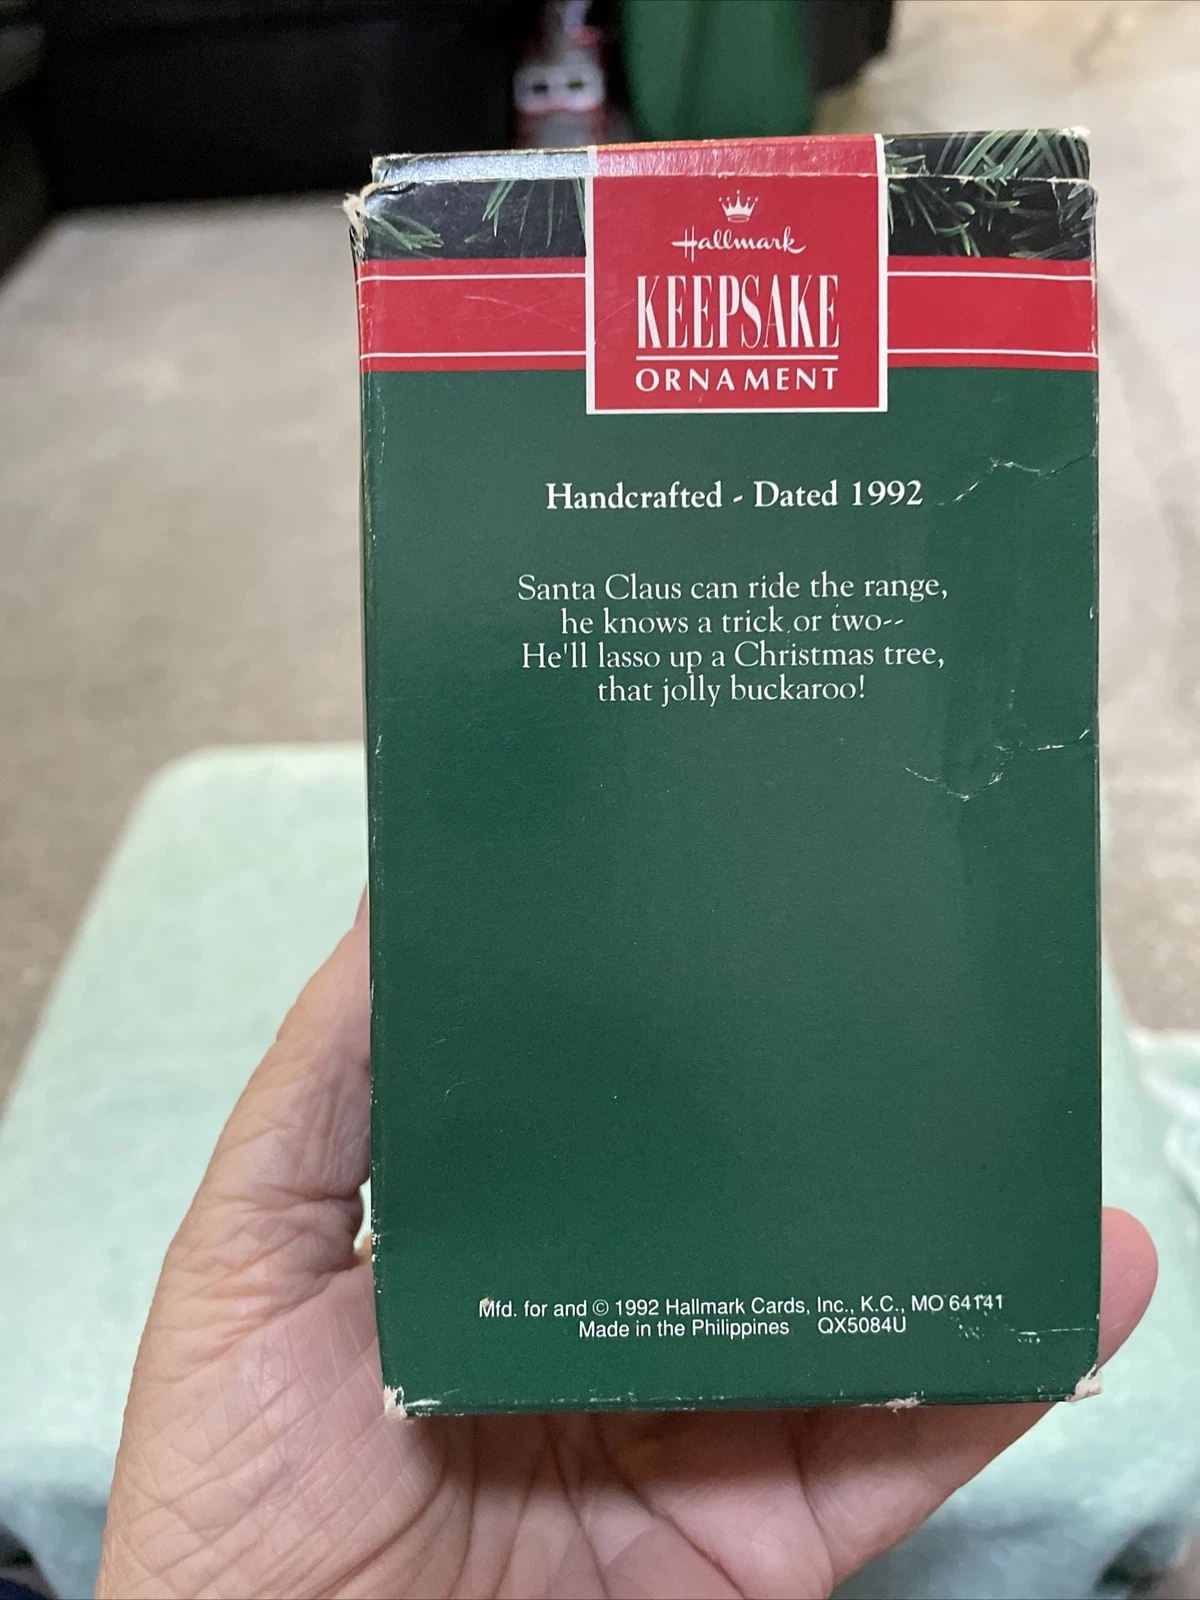 Hallmark
KEEPSAKE
ORNAMENT
Handcrafted - Dated 1992
Santa Claus can ride the range,
he knows a trick or two--
He'll lasso up a Christmas tree,
that jolly buckaroo!
Mfd. for and © 1992 Hallmark Cards, Inc., K.C., MO 64141
Made in the Philippines QX5084U